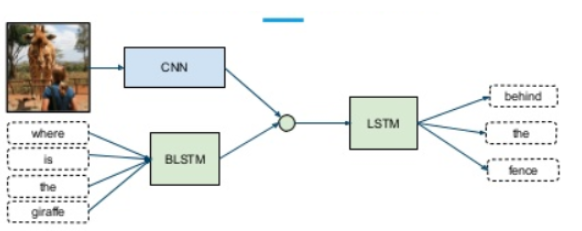 CNN
where
is
the
giraffe
BLSTM
LSTM
behind
the
fence